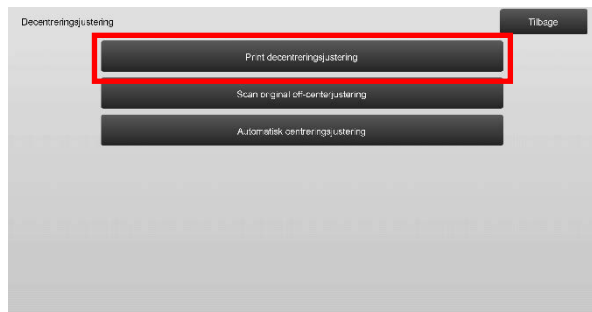 Decentreringsjustering
Tilbage
Print decentreringsjustering
Scan original off-centerjustering
Automatisk centreringsjustering